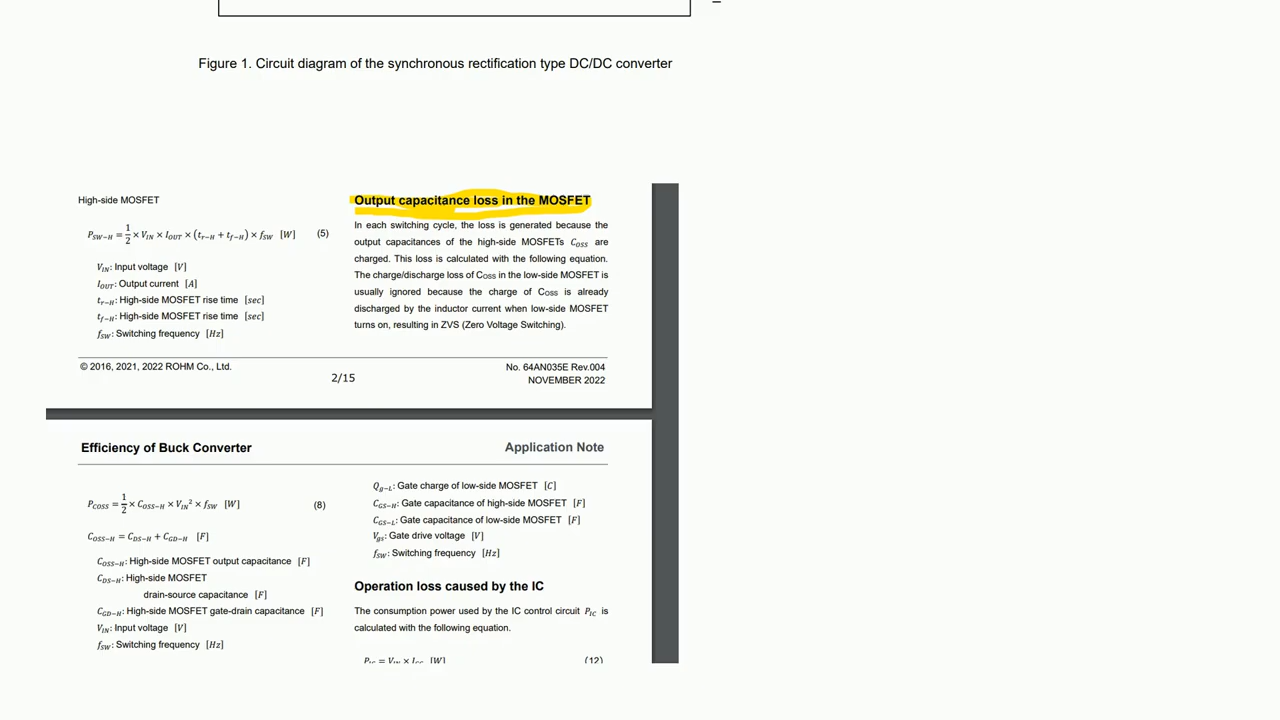 Figure 1. Circuit diagram of the synchronous rectification type DC/DC converter
High-side MOSFET
P_SW−H = 1/2 × V_IN × I_OUT × (t_r−H + t_f−H) × f_SW [W] (5)
V_IN: Input voltage [V]
I_OUT: Output current [A]
t_r−H: High-side MOSFET rise time [sec]
t_f−H: High-side MOSFET rise time [sec]
f_SW: Switching frequency [Hz]
Output capacitance loss in the MOSFET
In each switching cycle, the loss is generated because the
output capacitances of the high-side MOSFETs C_OSS are
charged. This loss is calculated with the following equation.
The charge/discharge loss of COSS in the low-side MOSFET is
usually ignored because the charge of COSS is already
discharged by the inductor current when low-side MOSFET
turns on, resulting in ZVS (Zero Voltage Switching).
© 2016, 2021, 2022 ROHM Co., Ltd.
2/15
No. 64AN035E Rev.004
NOVEMBER 2022
Efficiency of Buck Converter
Application Note
P_COSS = 1/2 × C_OSS−H × V_IN² × f_SW [W] (8)
C_OSS−H = C_DS−H + C_GD−H [F]
C_OSS−H: High-side MOSFET output capacitance [F]
C_DS−H: High-side MOSFET
drain-source capacitance [F]
C_GD−H: High-side MOSFET gate-drain capacitance [F]
V_IN: Input voltage [V]
f_SW: Switching frequency [Hz]
Q_g−L: Gate charge of low-side MOSFET [C]
C_GS−H: Gate capacitance of high-side MOSFET [F]
C_GS−L: Gate capacitance of low-side MOSFET [F]
V_gs: Gate drive voltage [V]
f_SW: Switching frequency [Hz]
Operation loss caused by the IC
The consumption power used by the IC control circuit P_IC is
calculated with the following equation.
P_IC = V_IN × I_CC [W] (12)